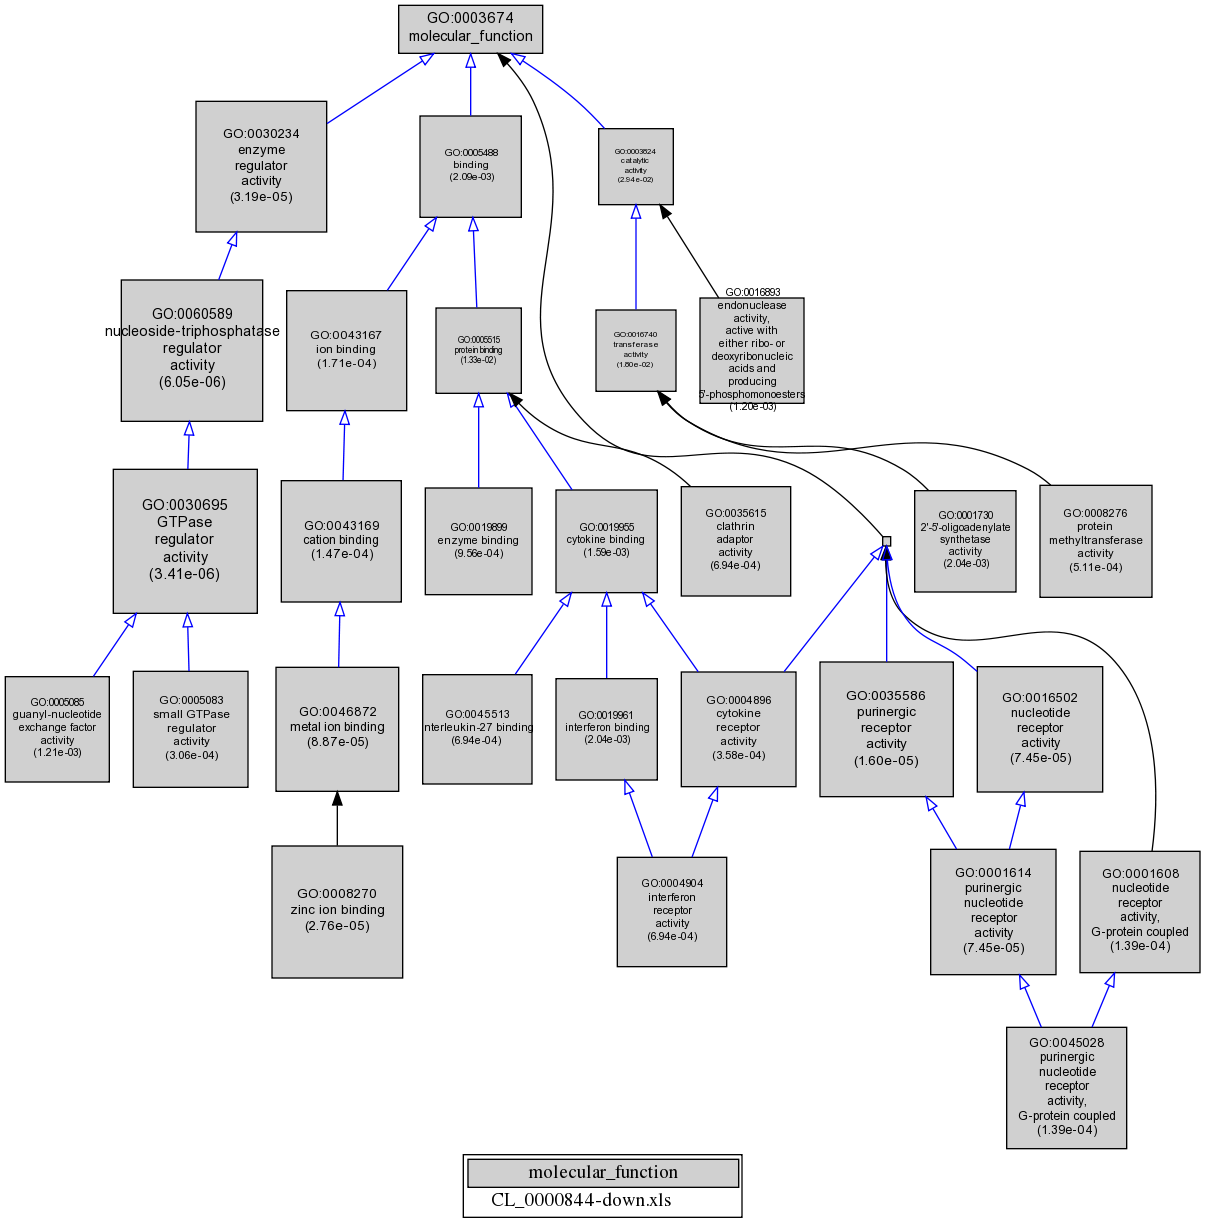 GO:0003674
molecular_function
GO:0030234
enzyme
regulator
activity
(3.19e-05)
GO:0005488
binding
(2.09e-03)
GO:0003824
catalytic
activity
(2.94e-02)
GO:0060589
nucleoside-triphosphatase
regulator
activity
(6.05e-06)
GO:0043167
ion binding
(1.71e-04)
GO:0005515
protein binding
(1.33e-02)
GO:0016740
transferase
activity
(1.80e-02)
GO:0016893
endonuclease
activity,
active with
either ribo- or
deoxyribonucleic
acids and
producing
5'-phosphomonoesters
(1.20e-03)
GO:0030695
GTPase
regulator
activity
(3.41e-06)
GO:0043169
cation binding
(1.47e-04)
GO:0019899
enzyme binding
(9.56e-04)
GO:0019955
cytokine binding
(1.59e-03)
GO:0035615
clathrin
adaptor
activity
(6.94e-04)
GO:0001730
2'-5'-oligoadenylate
synthetase
activity
(2.04e-03)
GO:0008276
protein
methyltransferase
activity
(5.11e-04)
GO:0005085
guanyl-nucleotide
exchange factor
activity
(1.21e-03)
GO:0005083
small GTPase
regulator
activity
(3.06e-04)
GO:0046872
metal ion binding
(8.87e-05)
GO:0045513
nterleukin-27 binding
(6.94e-04)
GO:0019961
interferon binding
(2.04e-03)
GO:0004896
cytokine
receptor
activity
(3.58e-04)
GO:0035586
purinergic
receptor
activity
(1.60e-05)
GO:0016502
nucleotide
receptor
activity
(7.45e-05)
GO:0008270
zinc ion binding
(2.76e-05)
GO:0004904
interferon
receptor
activity
(6.94e-04)
GO:0001614
purinergic
nucleotide
receptor
activity
(7.45e-05)
GO:0001608
nucleotide
receptor
activity,
G-protein coupled
(1.39e-04)
GO:0045028
purinergic
nucleotide
receptor
activity,
G-protein coupled
(1.39e-04)
molecular_function
CL_0000844-down.xls